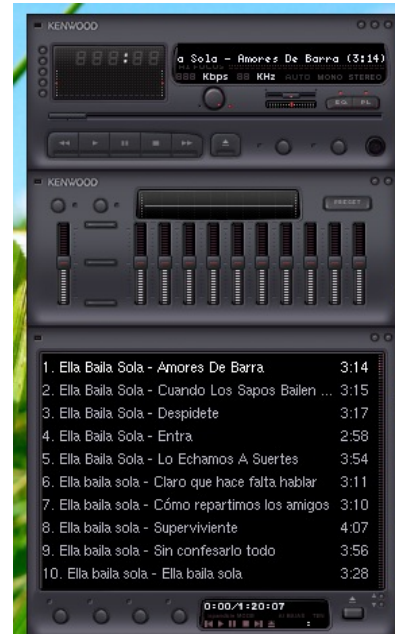 KENWOOD
a Sola - Amores De Barra (3:14)
Kbps KHz AUTO MONO STEREO
EQ PL
KENWOOD
PRESET
1. Ella Baila Sola - Amores De Barra 3:14
2. Ella Baila Sola - Cuando Los Sapos Bailen ... 3:15
3. Ella Baila Sola - Despidete 3:17
4. Ella Baila Sola - Entra 2:58
5. Ella Baila Sola - Lo Echamos A Suertes 3:54
6. Ella baila sola - Claro que hace falta hablar 3:11
7. Ella baila sola - Cómo repartimos los amigos 3:10
8. Ella baila sola - Superviviente 4:07
9. Ella baila sola - Sin confesarlo todo 3:56
10. Ella baila sola - Ella baila sola 3:28
0:00/1:20:07